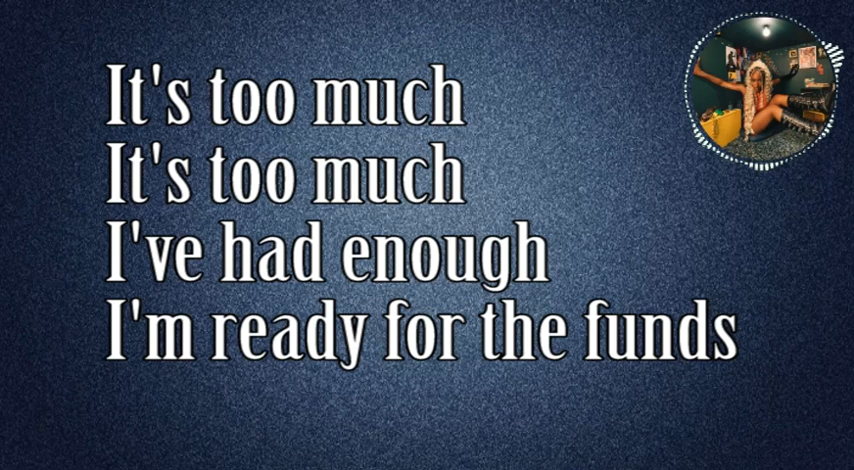 It's too much
It's too much
I've had enough
I'm ready for the funds